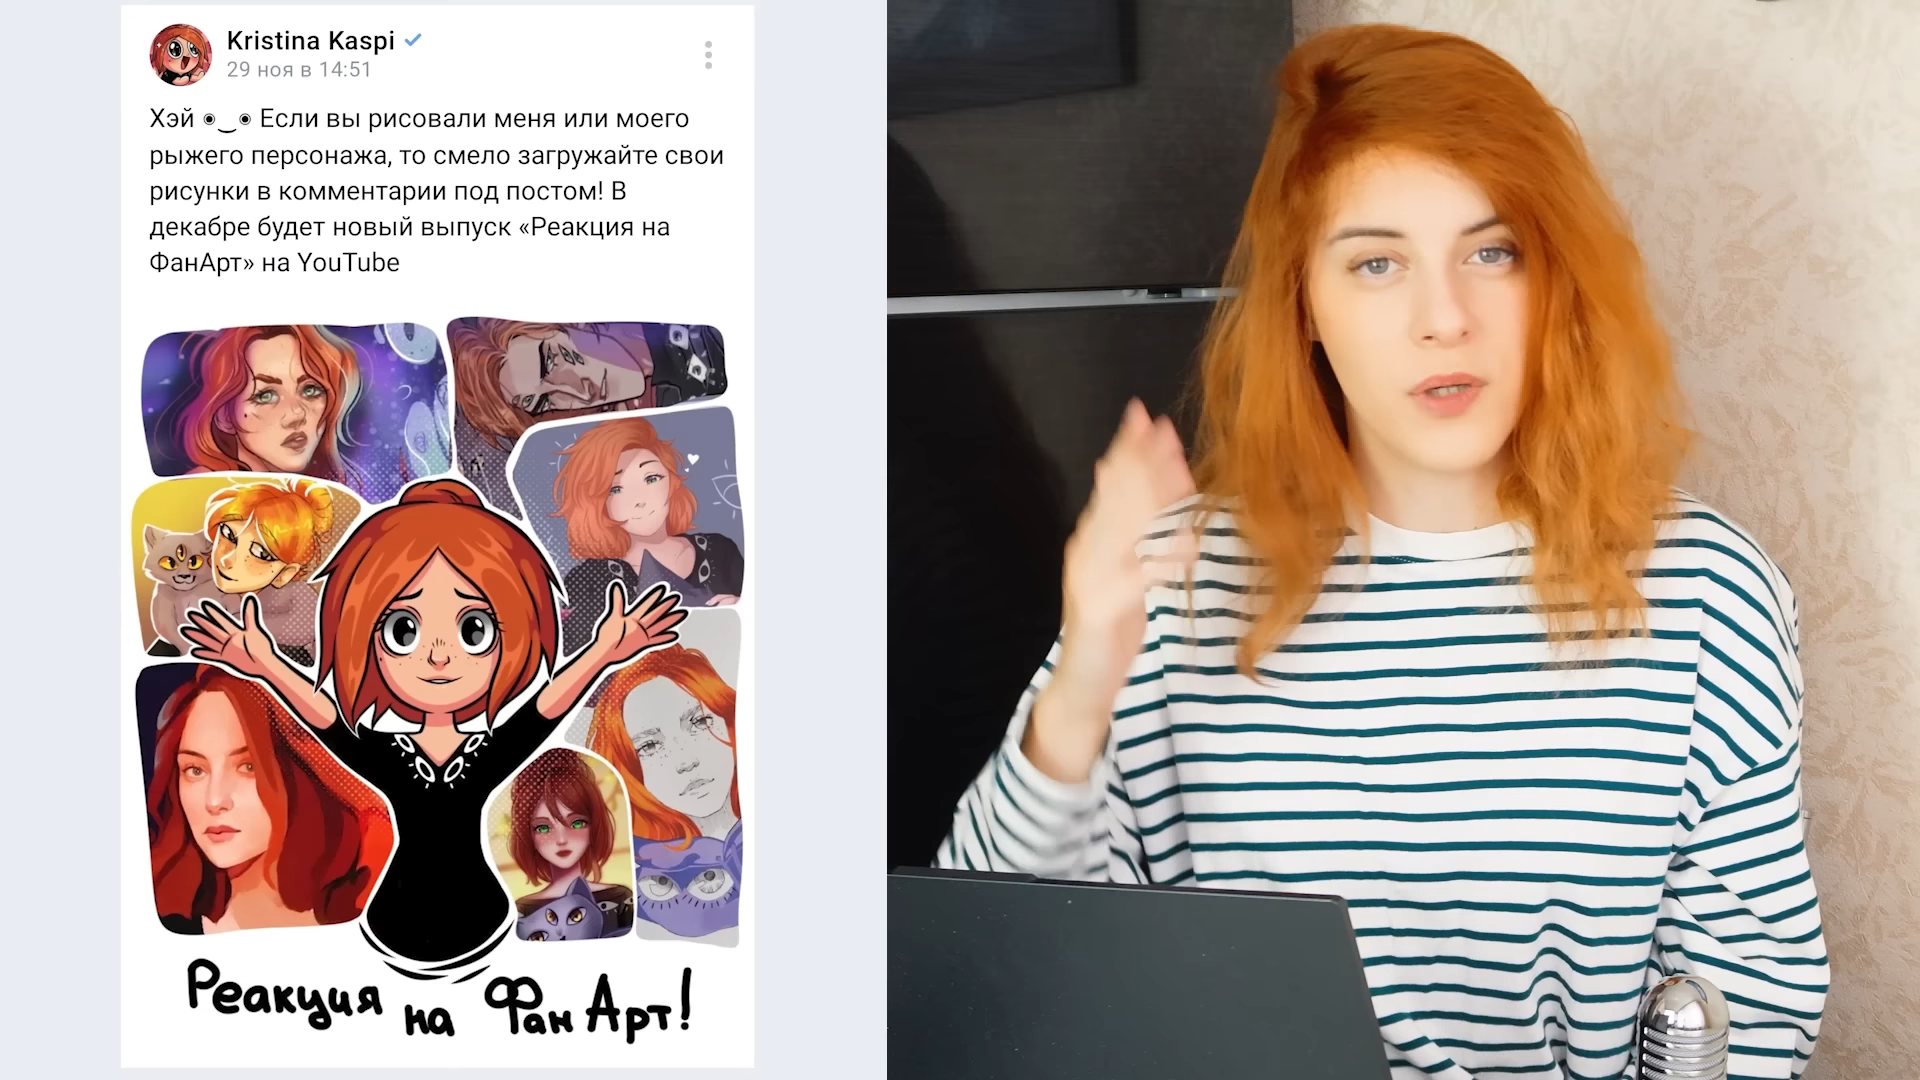 Kristina Kaspi
29 ноя в 14:51
Хэй ◉‿◉ Если вы рисовали меня или моего
рыжего персонажа, то смело загружайте свои
рисунки в комментарии под постом! В
декабре будет новый выпуск «Реакция на
ФанАрт» на YouTube
Реакция на ФанАрт!